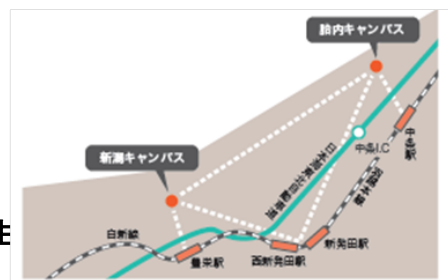 胎内キャンパス
新潟キャンパス
中条I.C
中条駅
日本海東北自動車道
羽越本線
白新線
豊栄駅
西新発田駅
新発田駅